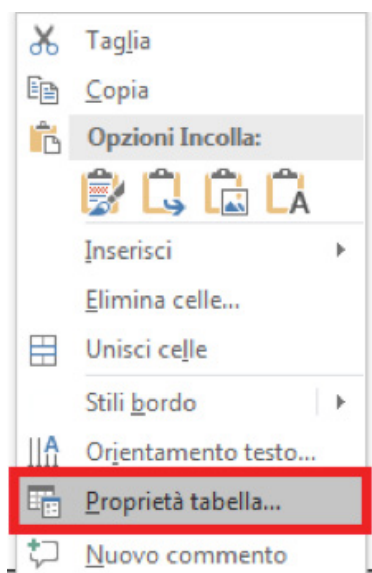 Taglia
Copia
Opzioni Incolla:
Inserisci
Elimina celle...
Unisci celle
Stili bordo
Orientamento testo...
Proprietà tabella...
Nuovo commento